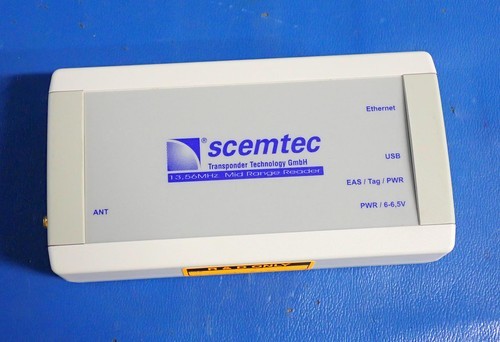 Ethernet
® scemtec
Transponder Technology GmbH
13,56MHz Mid Range Reader
USB
EAS / Tag / PWR
PWR / 6-6,5V
ANT
R & D ONLY